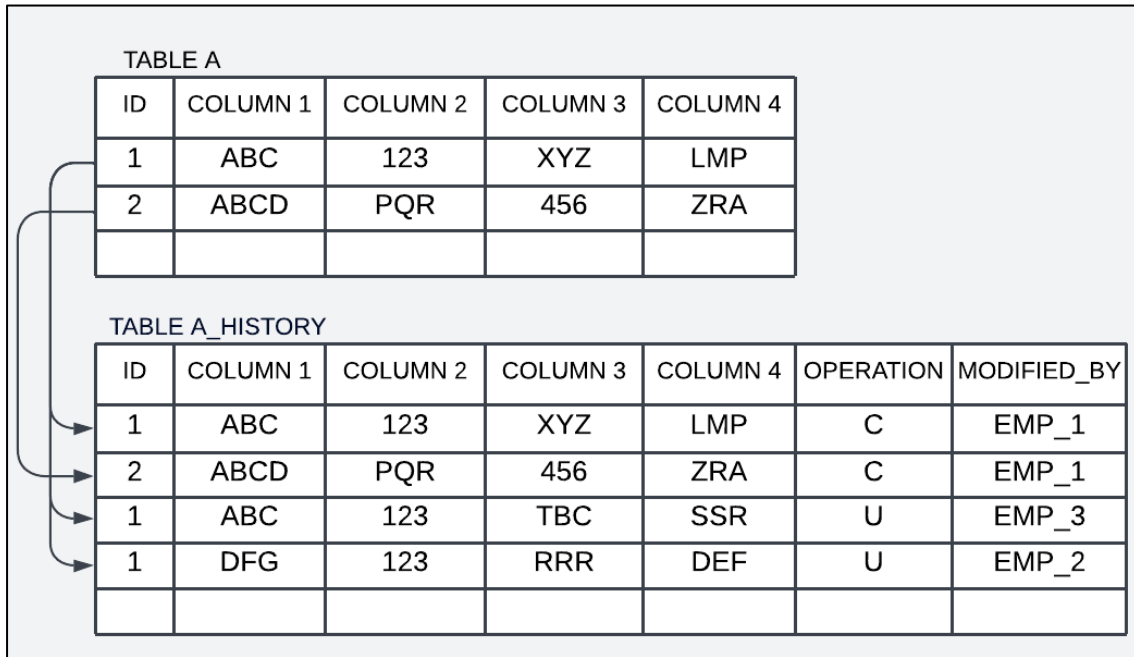 TABLE A
ID COLUMN 1 COLUMN 2 COLUMN 3 COLUMN 4
1 ABC 123 XYZ LMP
2 ABCD PQR 456 ZRA
TABLE A_HISTORY
ID COLUMN 1 COLUMN 2 COLUMN 3 COLUMN 4 OPERATION MODIFIED_BY
1 ABC 123 XYZ LMP C EMP_1
2 ABCD PQR 456 ZRA C EMP_1
1 ABC 123 TBC SSR U EMP_3
1 DFG 123 RRR DEF U EMP_2